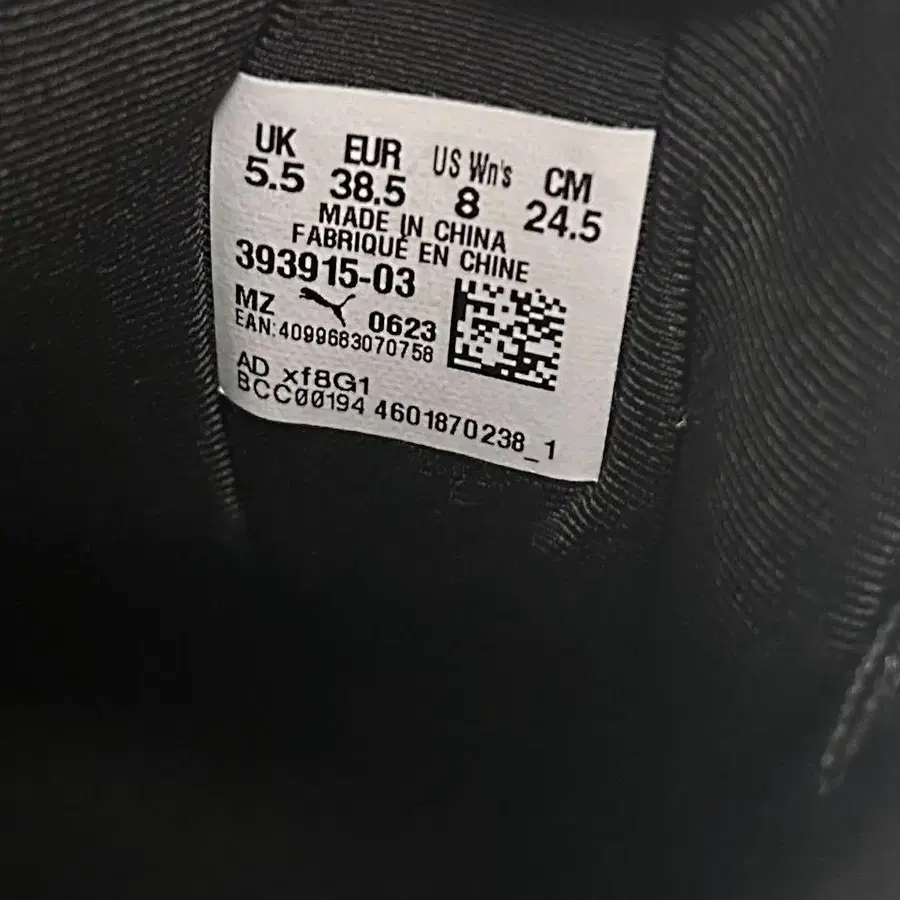 UK EUR US Wn's CM
5.5 38.5 8 24.5
MADE IN CHINA
FABRIQUÉ EN CHINE
393915-03
MZ 0623
EAN:4099683070758
AD xf8G1
BCC00194 4601870238_1